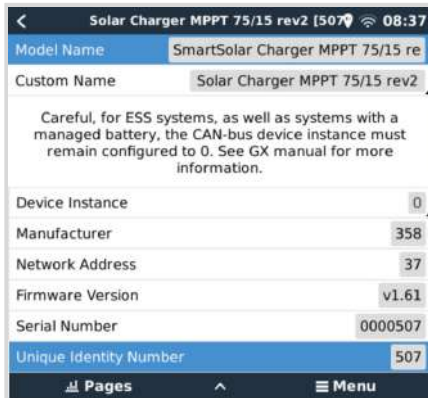 Solar Charger MPPT 75/15 rev2 [507 08:37
Model Name SmartSolar Charger MPPT 75/15 re
Custom Name Solar Charger MPPT 75/15 rev2
Careful, for ESS systems, as well as systems with a
managed battery, the CAN-bus device instance must
remain configured to 0. See GX manual for more
information.
Device Instance 0
Manufacturer 358
Network Address 37
Firmware Version v1.61
Serial Number 0000507
Unique Identity Number 507
Pages Menu